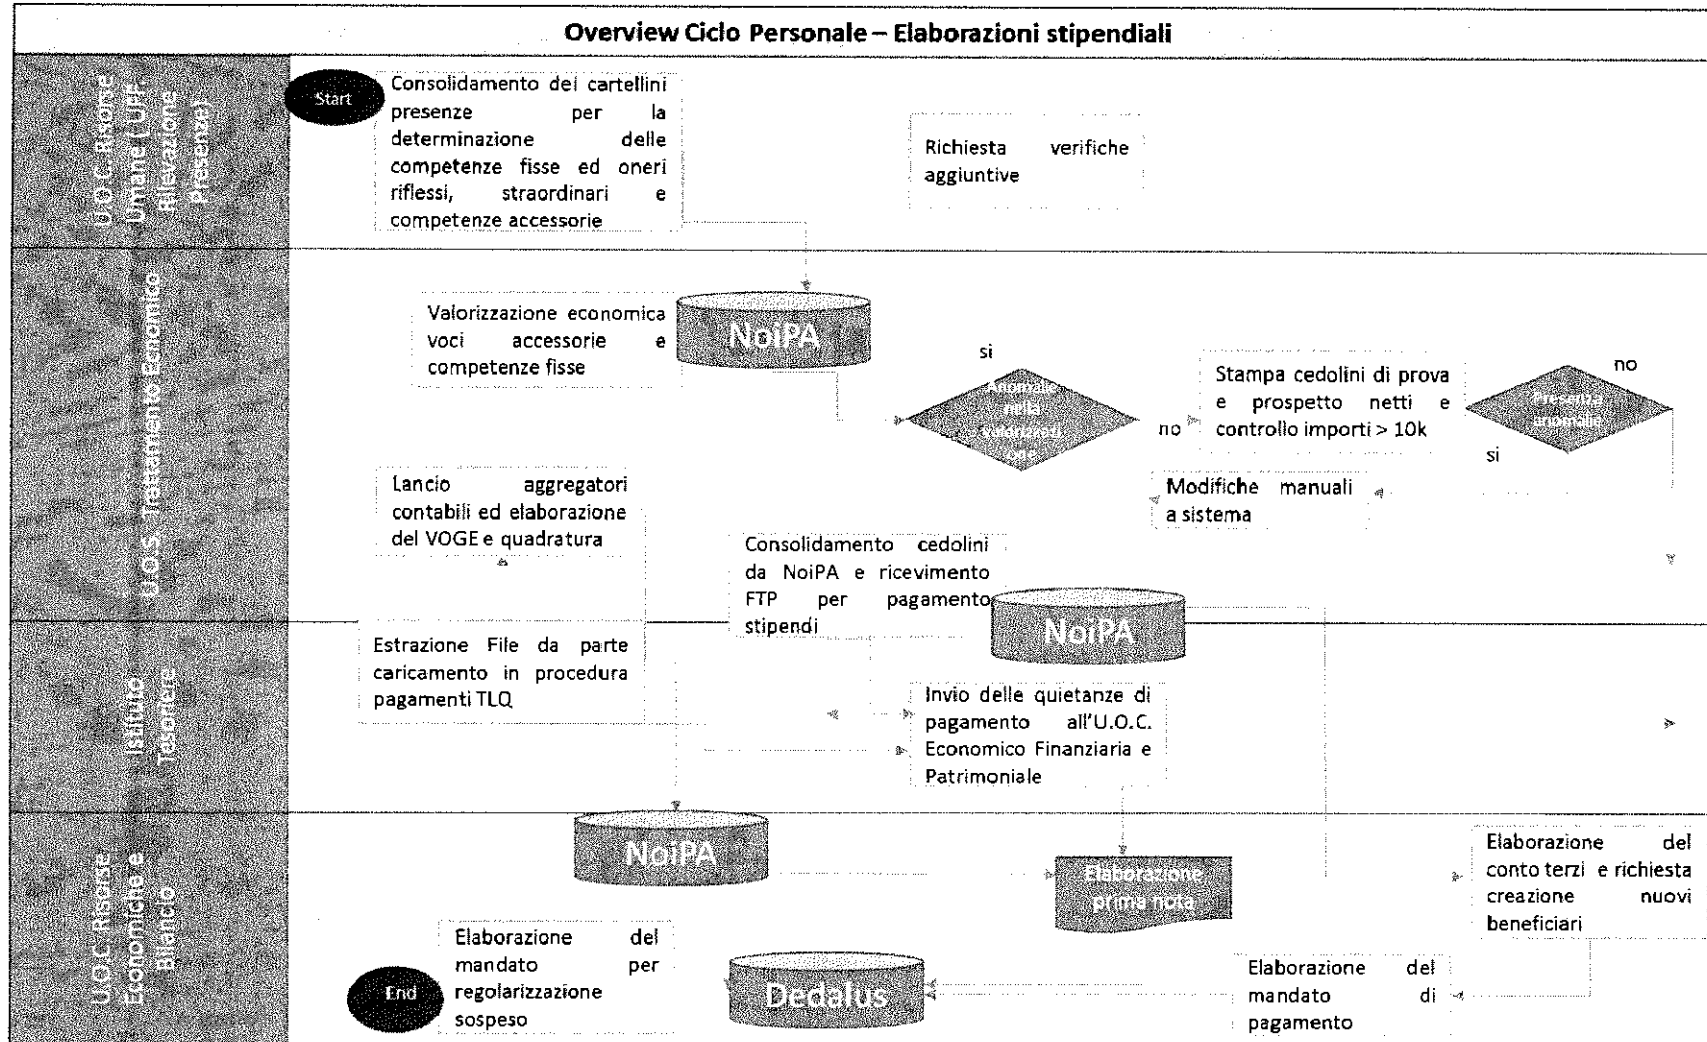 Overview Ciclo Personale – Elaborazioni stipendiali
U.O.C. Risorse
Umane ( Uff.
Rilevazione
Presenze)
Start
Consolidamento dei cartellini
presenze per la
determinazione delle
competenze fisse ed oneri
riflessi, straordinari e
competenze accessorie
Richiesta verifiche
aggiuntive
U.O.S. Trattamento Economico
Valorizzazione economica
voci accessorie e
competenze fisse
NoiPA
si
Anomalie
nella
valorizzazi
one
no
Stampa cedolini di prova
e prospetto netti e
controllo importi > 10k
Presenza
anomalie
no
si
Modifiche manuali
a sistema
Lancio aggregatori
contabili ed elaborazione
del VOGE e quadratura
Consolidamento cedolini
da NoiPA e ricevimento
FTP per pagamento
stipendi
NoiPA
Istituto
Tesoriere
Estrazione File da parte
caricamento in procedura
pagamenti TLQ
Invio delle quietanze di
pagamento all'U.O.C.
Economico Finanziaria e
Patrimoniale
U.O.C. Risorse
Economiche e
Bilancio
NoiPA
Elaborazione
prima nota
Elaborazione del
conto terzi e richiesta
creazione nuovi
beneficiari
End
Elaborazione del
mandato per
regolarizzazione
sospeso
Dedalus
Elaborazione del
mandato di
pagamento